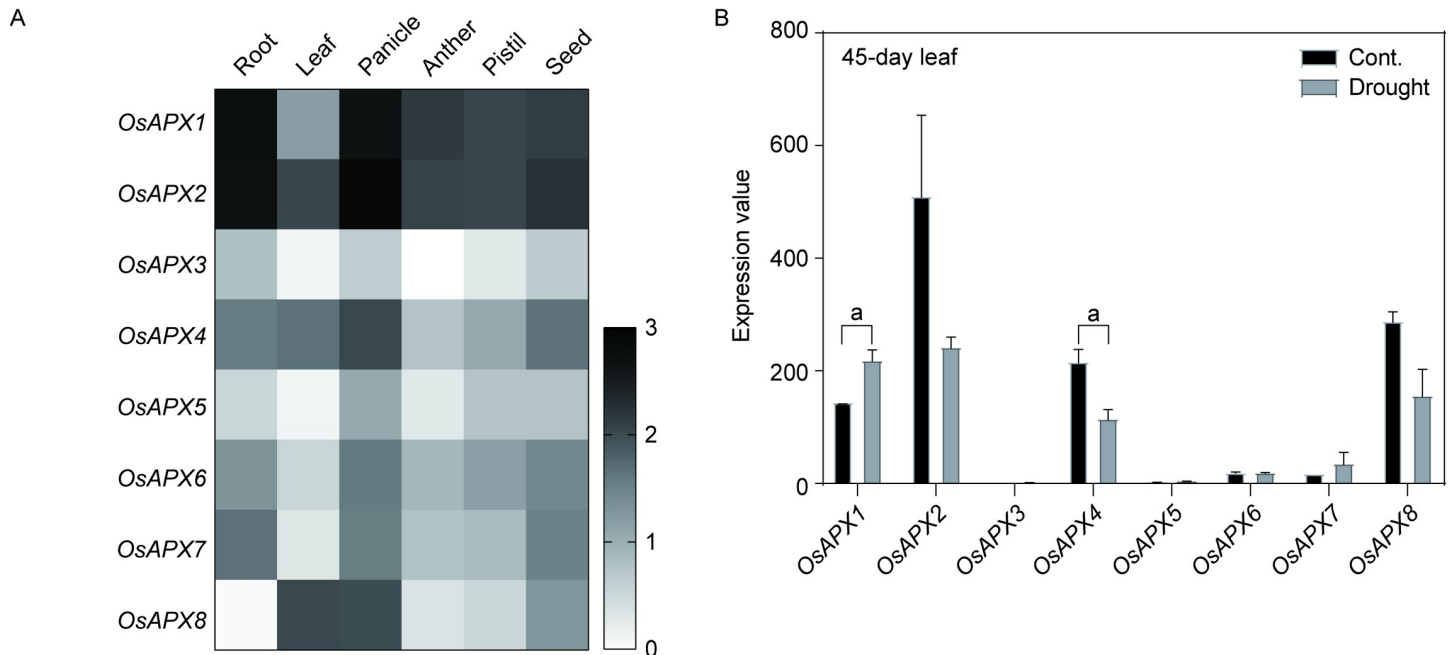 A
Root Leaf Panicle Anther Pistil Seed
OsAPX1
OsAPX2
OsAPX3
OsAPX4
OsAPX5
OsAPX6
OsAPX7
OsAPX8
3
2
1
0
B
45-day leaf
Cont.
Drought
Expression value
800
600
400
200
0
a
a
OsAPX1 OsAPX2 OsAPX3 OsAPX4 OsAPX5 OsAPX6 OsAPX7 OsAPX8